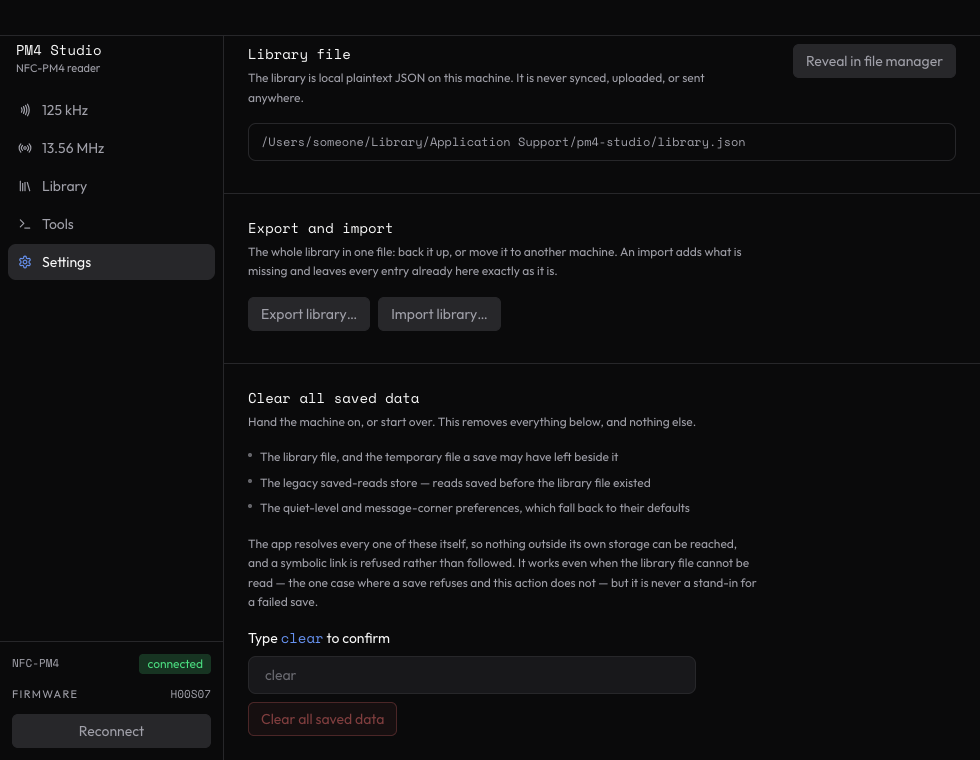 PM4 Studio
NFC-PM4 reader
125 kHz
13.56 MHz
Library
Tools
Settings
NFC-PM4
connected
FIRMWARE
H00S07
Reconnect
Library file
The library is local plaintext JSON on this machine. It is never synced, uploaded, or sent
anywhere.
Reveal in file manager
/Users/someone/Library/Application Support/pm4-studio/library.json
Export and import
The whole library in one file: back it up, or move it to another machine. An import adds what is
missing and leaves every entry already here exactly as it is.
Export library…
Import library…
Clear all saved data
Hand the machine on, or start over. This removes everything below, and nothing else.
• The library file, and the temporary file a save may have left beside it
• The legacy saved-reads store — reads saved before the library file existed
• The quiet-level and message-corner preferences, which fall back to their defaults
The app resolves every one of these itself, so nothing outside its own storage can be reached,
and a symbolic link is refused rather than followed. It works even when the library file cannot be
read — the one case where a save refuses and this action does not — but it is never a stand-in for
a failed save.
Type clear to confirm
clear
Clear all saved data